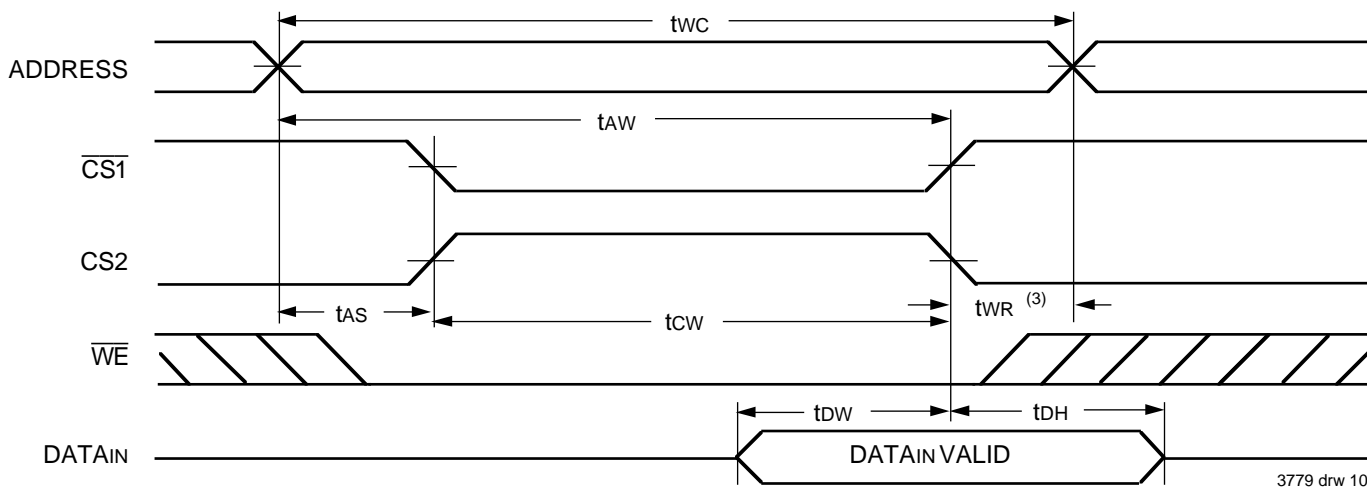 tWC
ADDRESS
tAW
CS1
CS2
tAS
tCW
tWR (3)
WE
tDW
tDH
DATAIN
DATAIN VALID
3779 drw 10